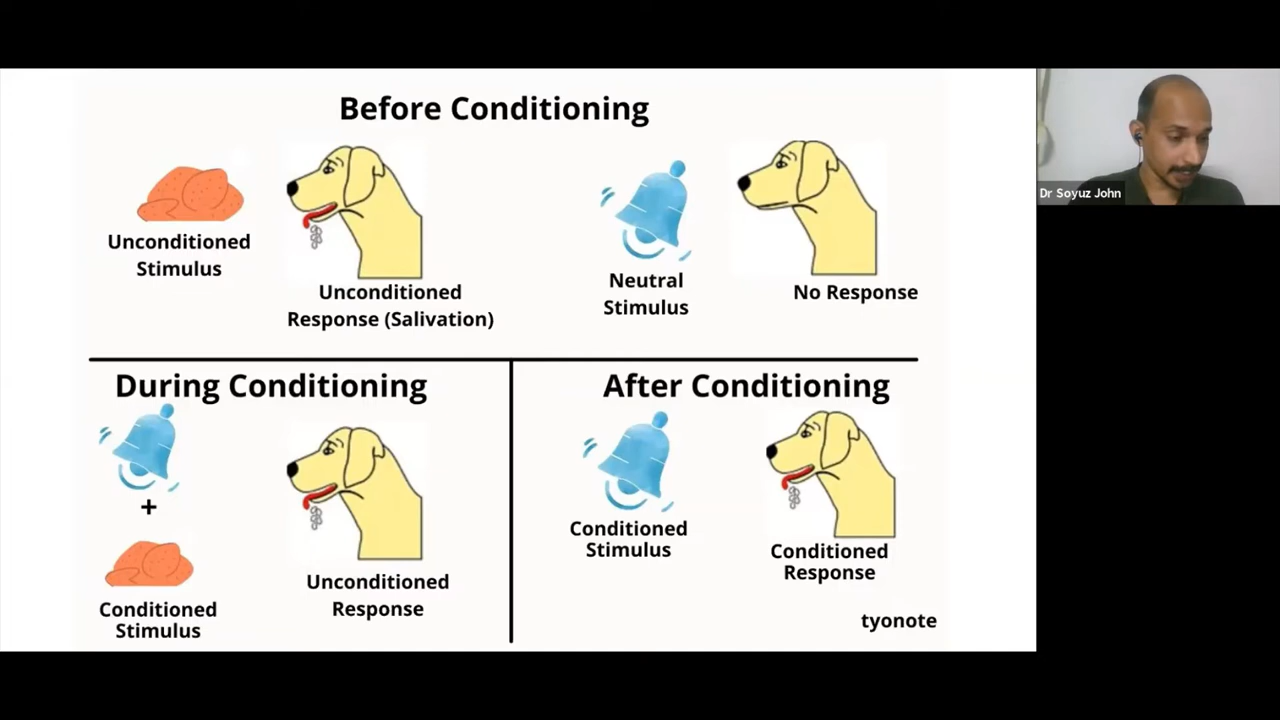 Before Conditioning
Unconditioned
Stimulus
Unconditioned
Response (Salivation)
Neutral
Stimulus
No Response
During Conditioning
+
Conditioned
Stimulus
Unconditioned
Response
After Conditioning
Conditioned
Stimulus
Conditioned
Response
tyonote
Dr Soyuz John